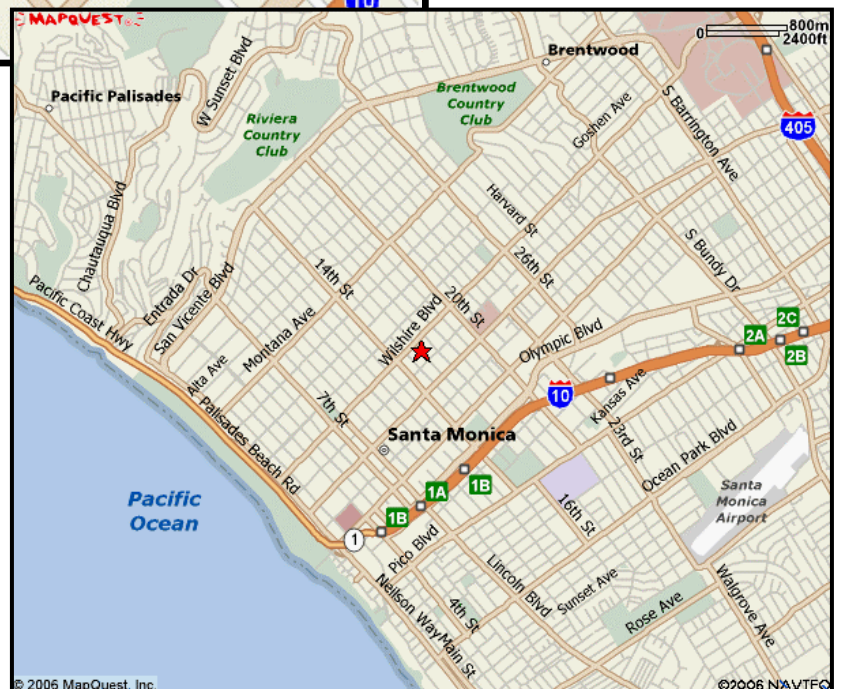 10
MAPQUEST
0 800m
2400ft
Brentwood
Pacific Palisades
W Sunset Blvd
Brentwood
Country
Club
Riviera
Country
Club
Goshen Ave
S Barrington Ave
405
Chautauqua Blvd
Harvard St
26th St
S Bundy Dr
14th St
Entrada Dr
San Vicente Blvd
Pacific Coast Hwy
Montana Ave
Wilshire Blvd
20th St
Olympic Blvd
2C
2A
2B
Alta Ave
10
Kansas Ave
7th St
Palisades Beach Rd
Santa Monica
23rd St
Ocean Park Blvd
Pacific
Ocean
1A
1B
1B
16th St
Santa
Monica
Airport
1
Pico Blvd
Lincoln Blvd
Sunset Ave
Walgrove Ave
Neilson Way
4th St
Rose Ave
Main St
© 2006 MapQuest, Inc.
©2006 NAVTEQ